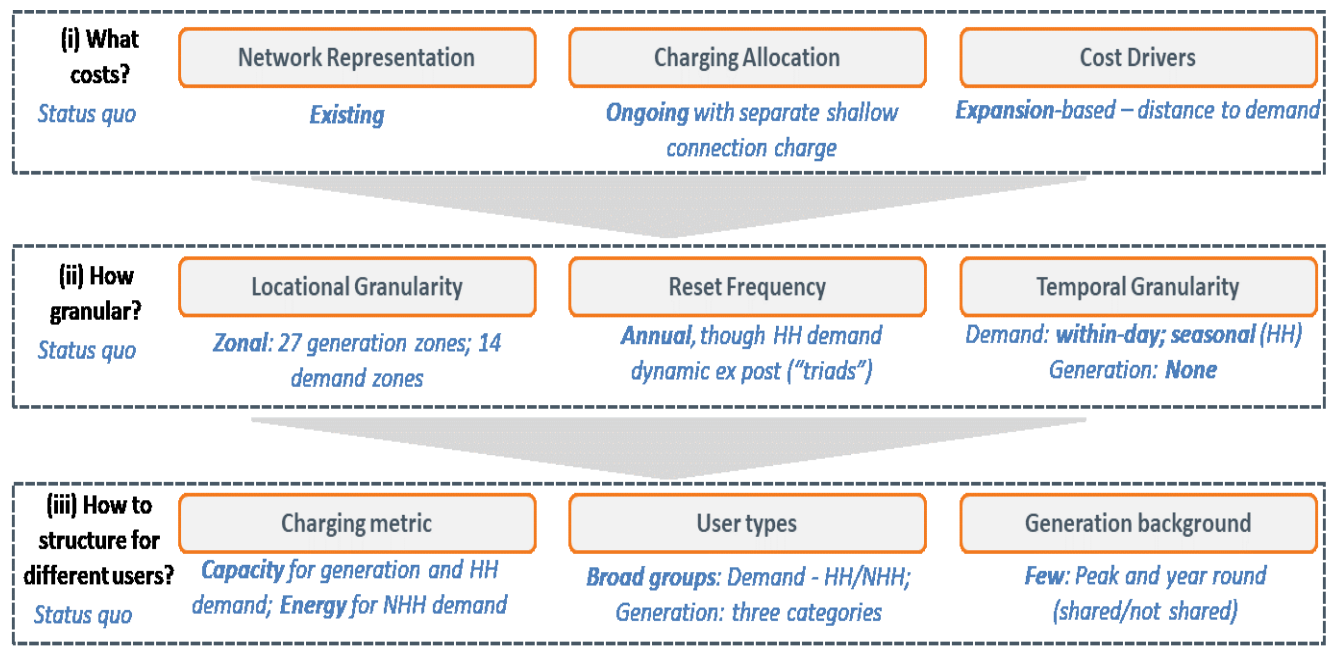 (i) What
costs?
Status quo
Network Representation
Existing
Charging Allocation
Ongoing with separate shallow
connection charge
Cost Drivers
Expansion-based – distance to demand
(ii) How
granular?
Status quo
Locational Granularity
Zonal: 27 generation zones; 14
demand zones
Reset Frequency
Annual, though HH demand
dynamic ex post (“triads”)
Temporal Granularity
Demand: within-day; seasonal (HH)
Generation: None
(iii) How to
structure for
different users?
Status quo
Charging metric
Capacity for generation and HH
demand; Energy for NHH demand
User types
Broad groups: Demand - HH/NHH;
Generation: three categories
Generation background
Few: Peak and year round
(shared/not shared)